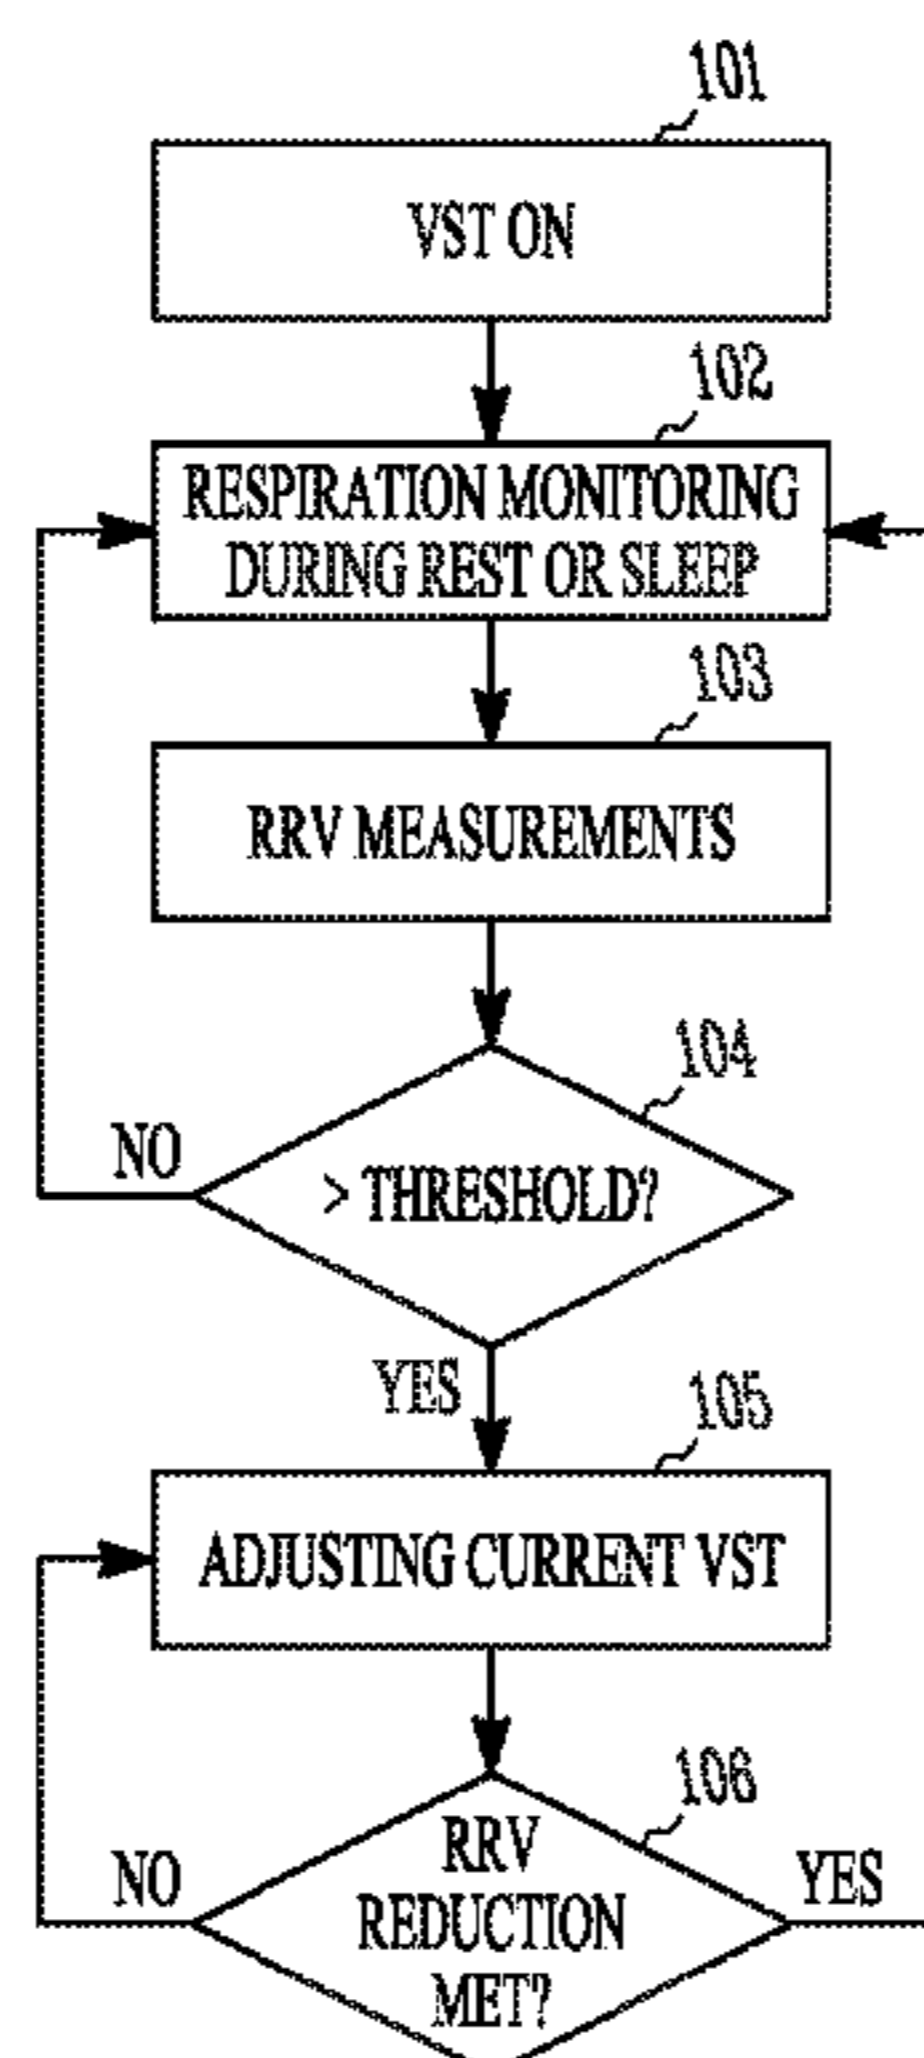 101
VST ON
102
RESPIRATION MONITORING
DURING REST OR SLEEP
103
RRV MEASUREMENTS
104
NO
> THRESHOLD?
YES
105
ADJUSTING CURRENT VST
106
NO
RRV
REDUCTION
MET?
YES